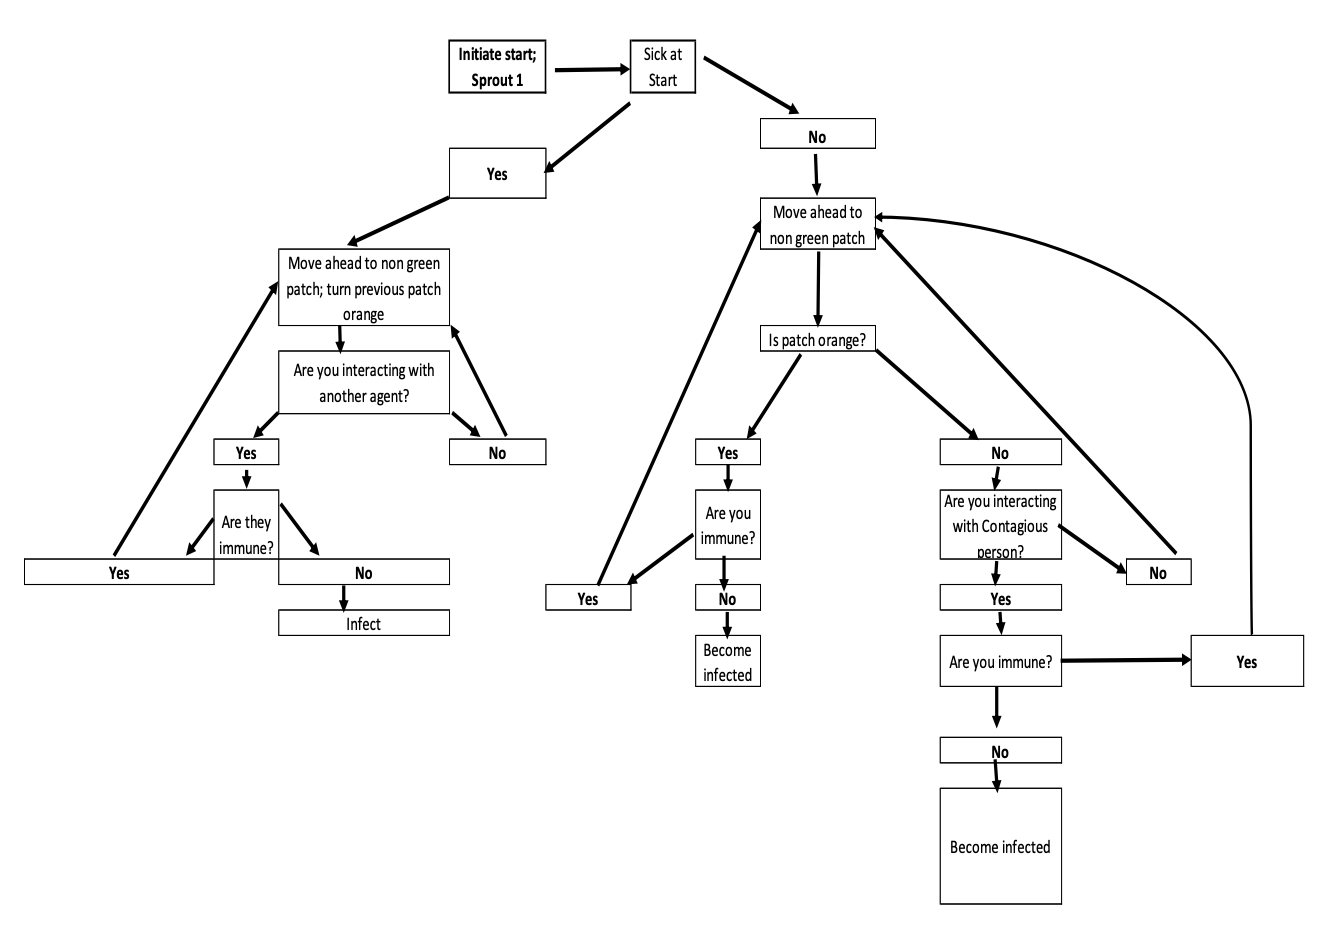 Initiate start;
Sprout 1
Sick at
Start
No
Yes
Move ahead to
non green patch
Move ahead to non green
patch; turn previous patch
orange
Is patch orange?
Are you interacting with
another agent?
Yes
No
Yes
No
Are they
immune?
Are you
immune?
Are you interacting
with Contagious
person?
Yes
No
No
Yes
No
Yes
Infect
Become
infected
Are you immune?
Yes
No
Become infected